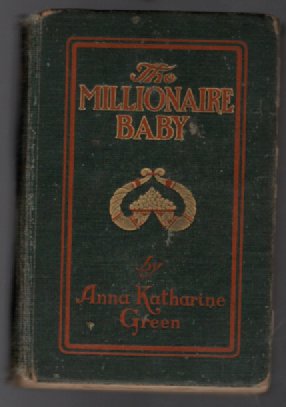 The
MILLIONAIRE
BABY
by
Anna Katharine
Green